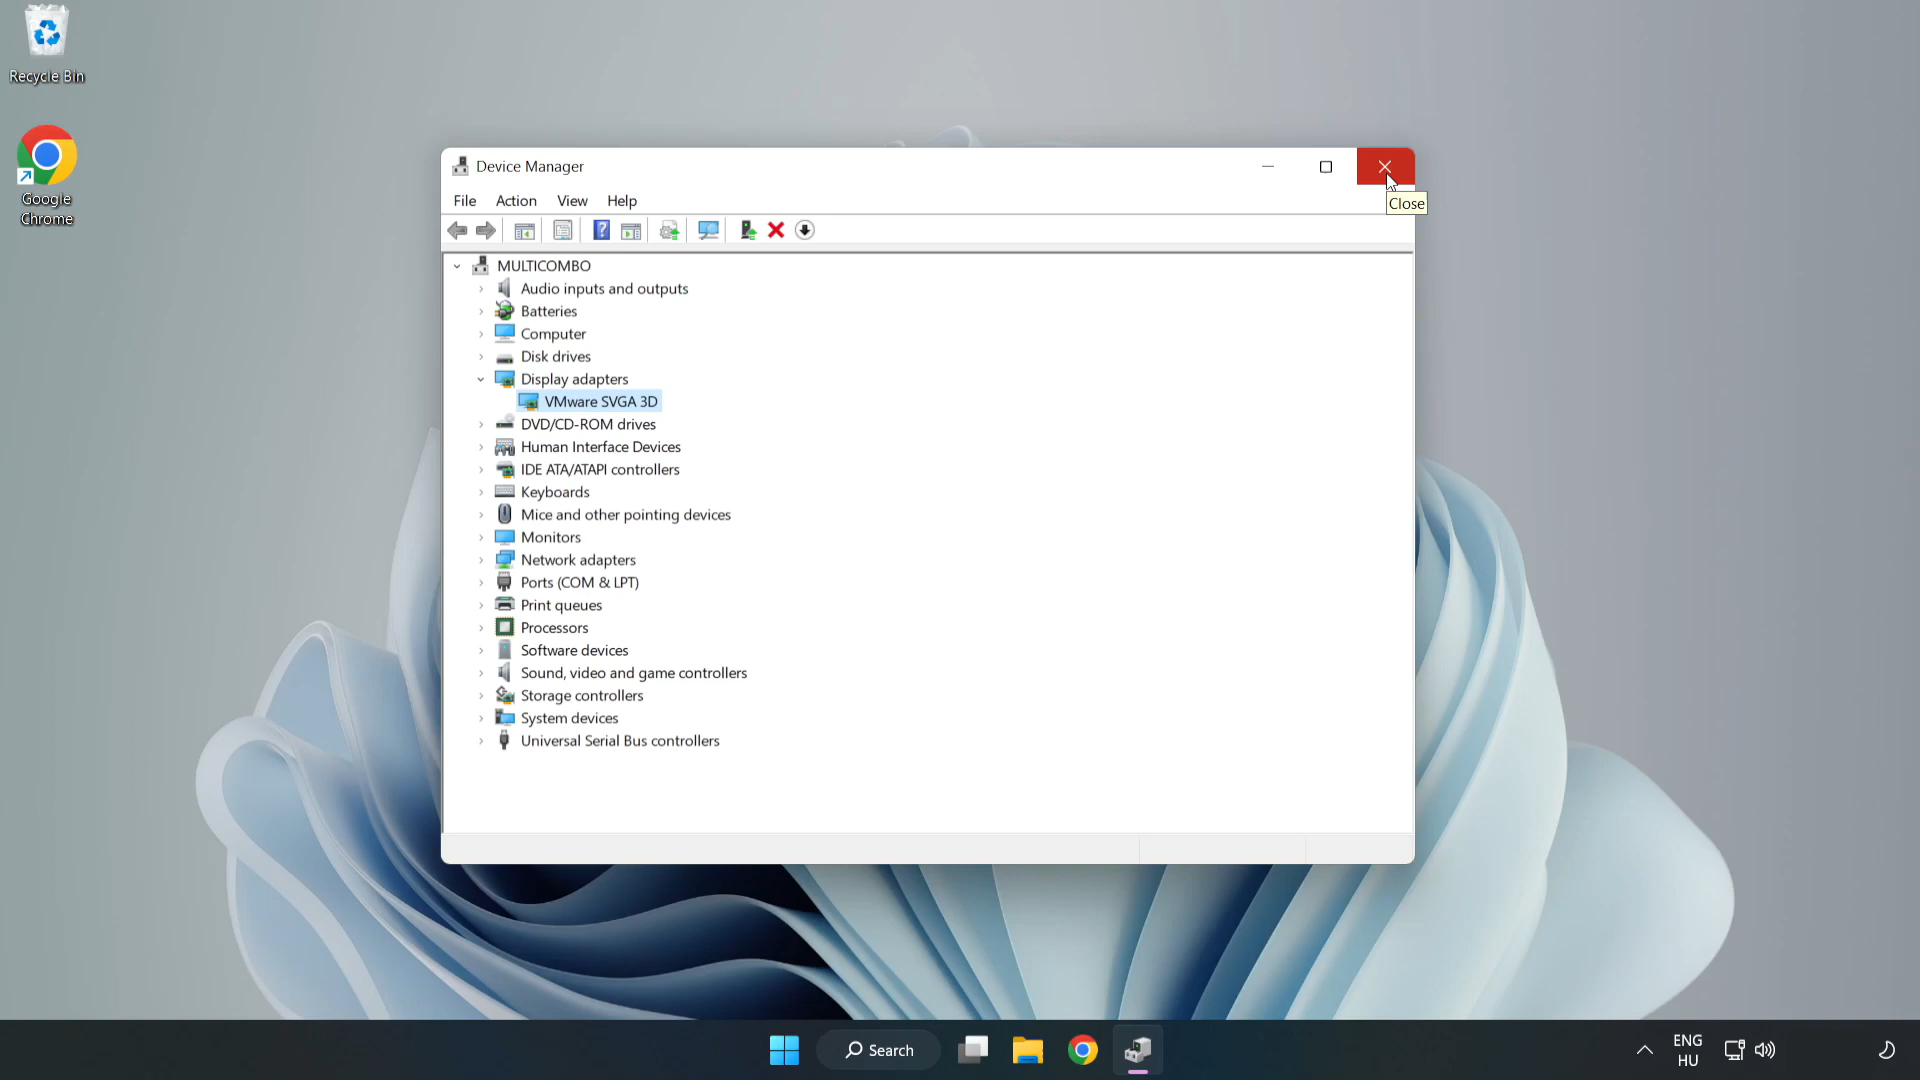 Recycle Bin
Google
Chrome
Device Manager
File Action View Help
Close
MULTICOMBO
Audio inputs and outputs
Batteries
Computer
Disk drives
Display adapters
VMware SVGA 3D
DVD/CD-ROM drives
Human Interface Devices
IDE ATA/ATAPI controllers
Keyboards
Mice and other pointing devices
Monitors
Network adapters
Ports (COM & LPT)
Print queues
Processors
Software devices
Sound, video and game controllers
Storage controllers
System devices
Universal Serial Bus controllers
Search
ENG
HU